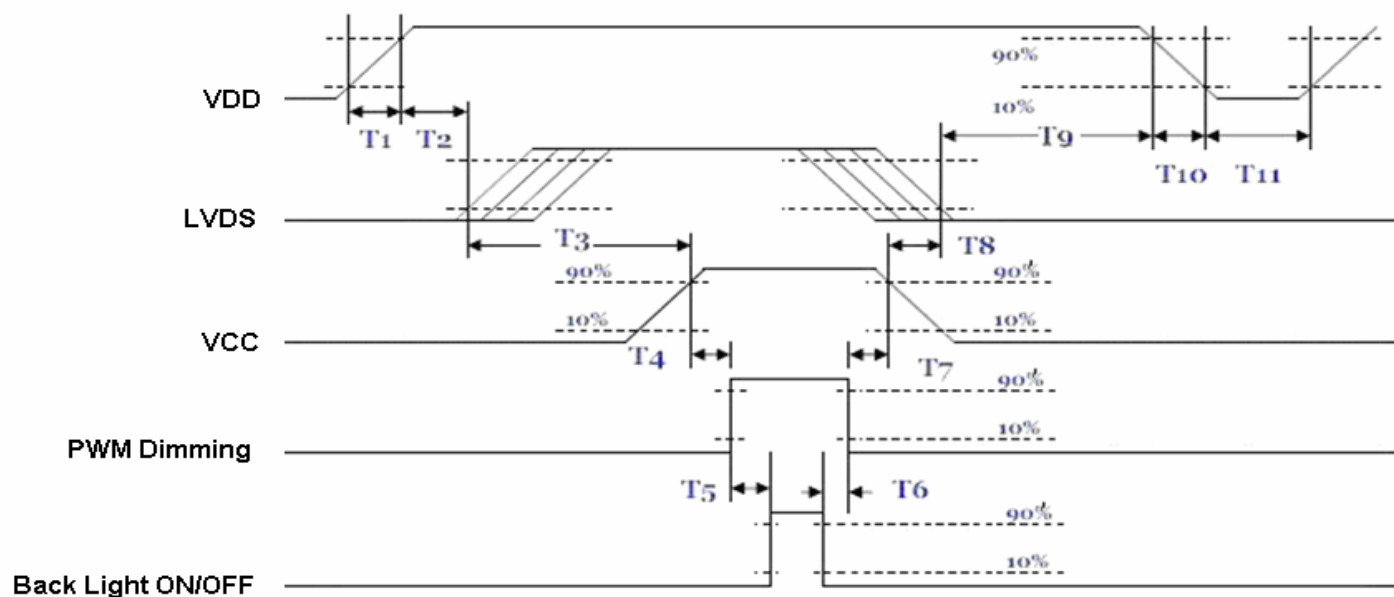 90%
VDD
10%
T1 T2 T9
T10 T11
LVDS
T3 T8
90% 90%
10% 10%
VCC
T4 T7
90%
10%
PWM Dimming
T5 T6
90%
10%
Back Light ON/OFF